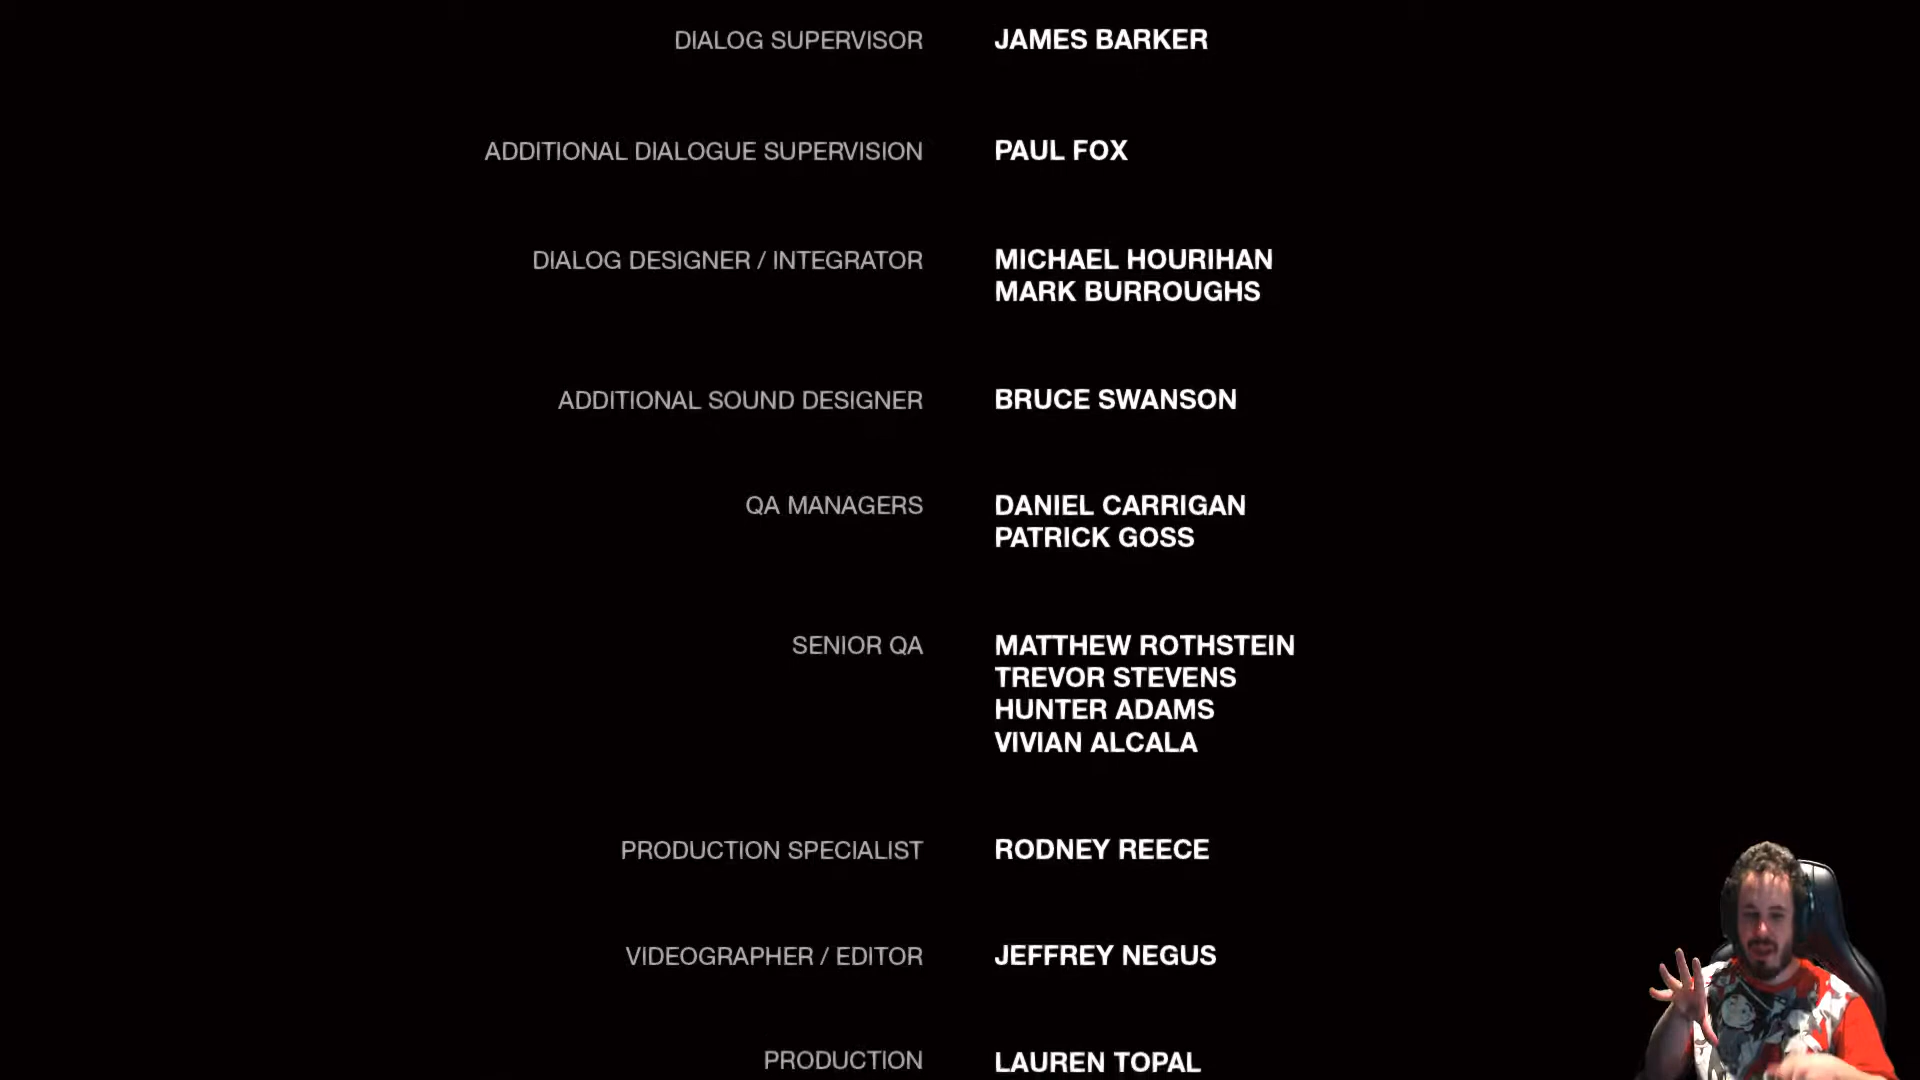 DIALOG SUPERVISOR JAMES BARKER
ADDITIONAL DIALOGUE SUPERVISION PAUL FOX
DIALOG DESIGNER / INTEGRATOR MICHAEL HOURIHAN
MARK BURROUGHS
ADDITIONAL SOUND DESIGNER BRUCE SWANSON
QA MANAGERS DANIEL CARRIGAN
PATRICK GOSS
SENIOR QA MATTHEW ROTHSTEIN
TREVOR STEVENS
HUNTER ADAMS
VIVIAN ALCALA
PRODUCTION SPECIALIST RODNEY REECE
VIDEOGRAPHER / EDITOR JEFFREY NEGUS
PRODUCTION LAUREN TOPAL